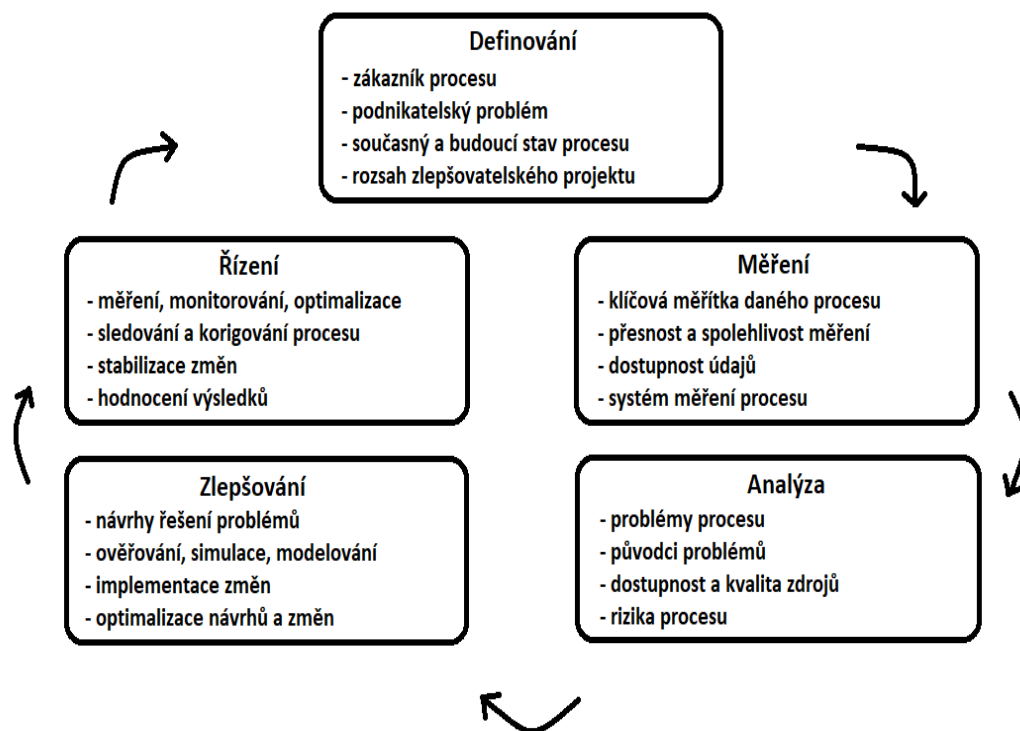 Definování
- zákazník procesu
- podnikatelský problém
- současný a budoucí stav procesu
- rozsah zlepšovatelského projektu
Řízení
- měření, monitorování, optimalizace
- sledování a korigování procesu
- stabilizace změn
- hodnocení výsledků
Měření
- klíčová měřítka daného procesu
- přesnost a spolehlivost měření
- dostupnost údajů
- systém měření procesu
Zlepšování
- návrhy řešení problémů
- ověřování, simulace, modelování
- implementace změn
- optimalizace návrhů a změn
Analýza
- problémy procesu
- původci problémů
- dostupnost a kvalita zdrojů
- rizika procesu